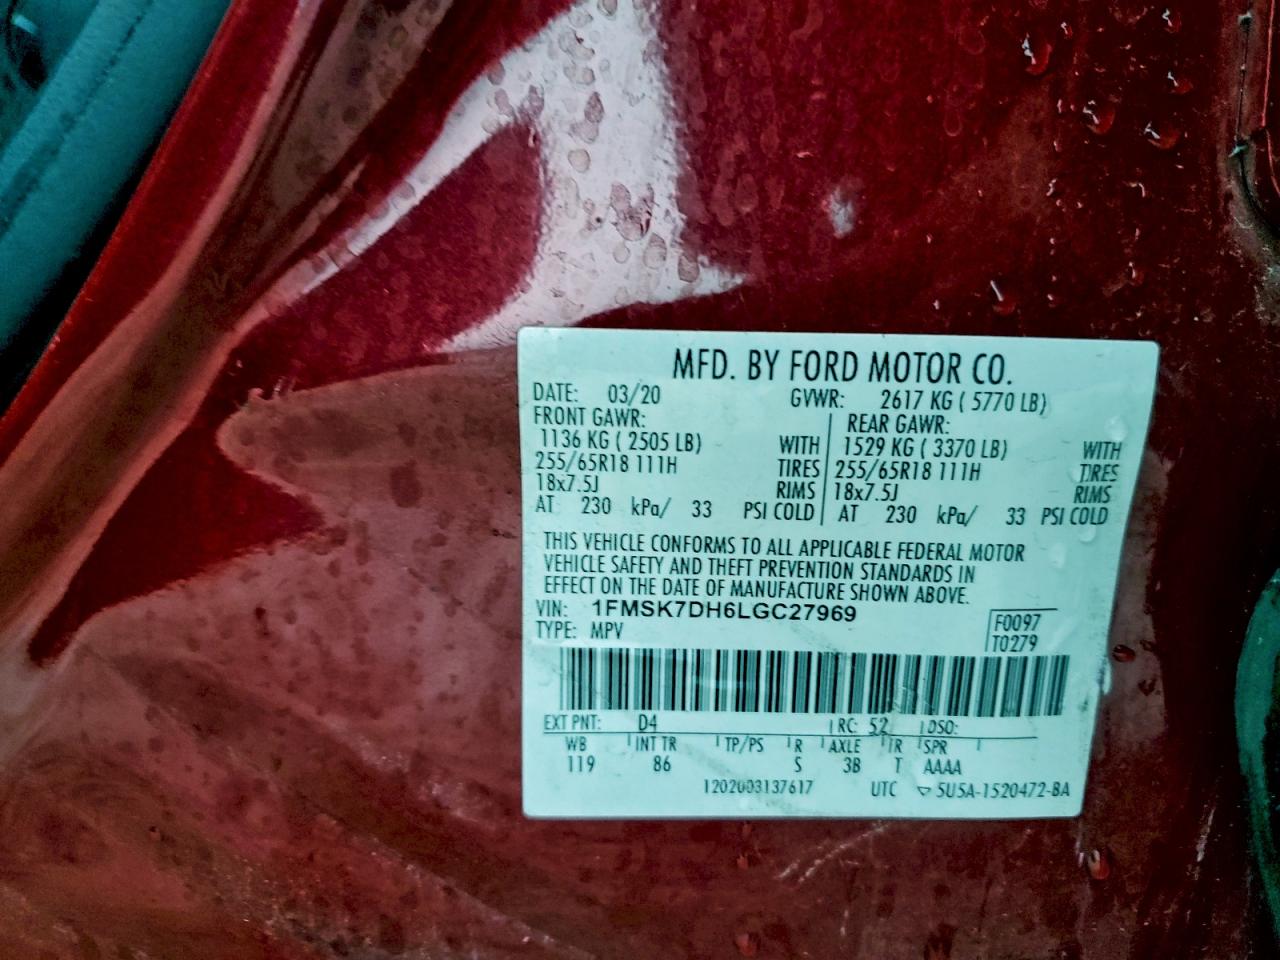 MFD. BY FORD MOTOR CO.
DATE: 03/20 GVWR: 2617 KG ( 5770 LB)
FRONT GAWR: REAR GAWR:
1136 KG ( 2505 LB) WITH 1529 KG ( 3370 LB) WITH
255/65R18 111H TIRES 255/65R18 111H TIRES
18x7.5J RIMS 18x7.5J RIMS
AT 230 kPa/ 33 PSI COLD AT 230 kPa/ 33 PSI COLD
THIS VEHICLE CONFORMS TO ALL APPLICABLE FEDERAL MOTOR
VEHICLE SAFETY AND THEFT PREVENTION STANDARDS IN
EFFECT ON THE DATE OF MANUFACTURE SHOWN ABOVE.
VIN: 1FMSK7DH6LGC27969 F0097
TYPE: MPV T0279
EXT PNT: D4 RC: 52 DSO:
WB INT TR TP/PS R AXLE TR SPR
119 86 S 3B T AAAA
1202003137617 UTC ▽ 5U5A-1520472-BA